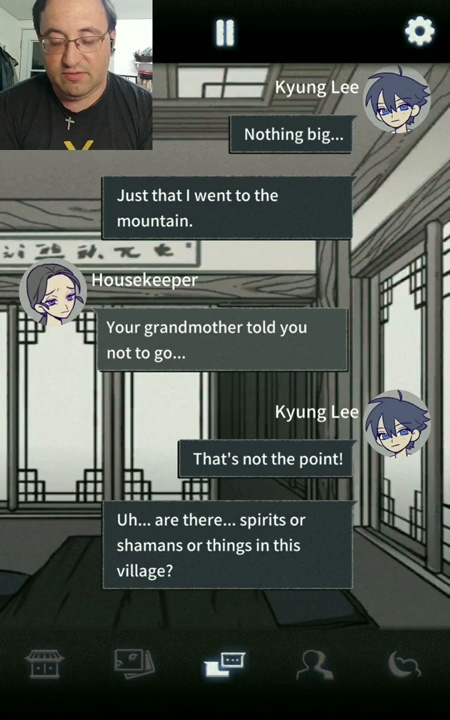 Kyung Lee
Nothing big...
Just that I went to the
mountain.
Housekeeper
Your grandmother told you
not to go...
Kyung Lee
That's not the point!
Uh... are there... spirits or
shamans or things in this
village?